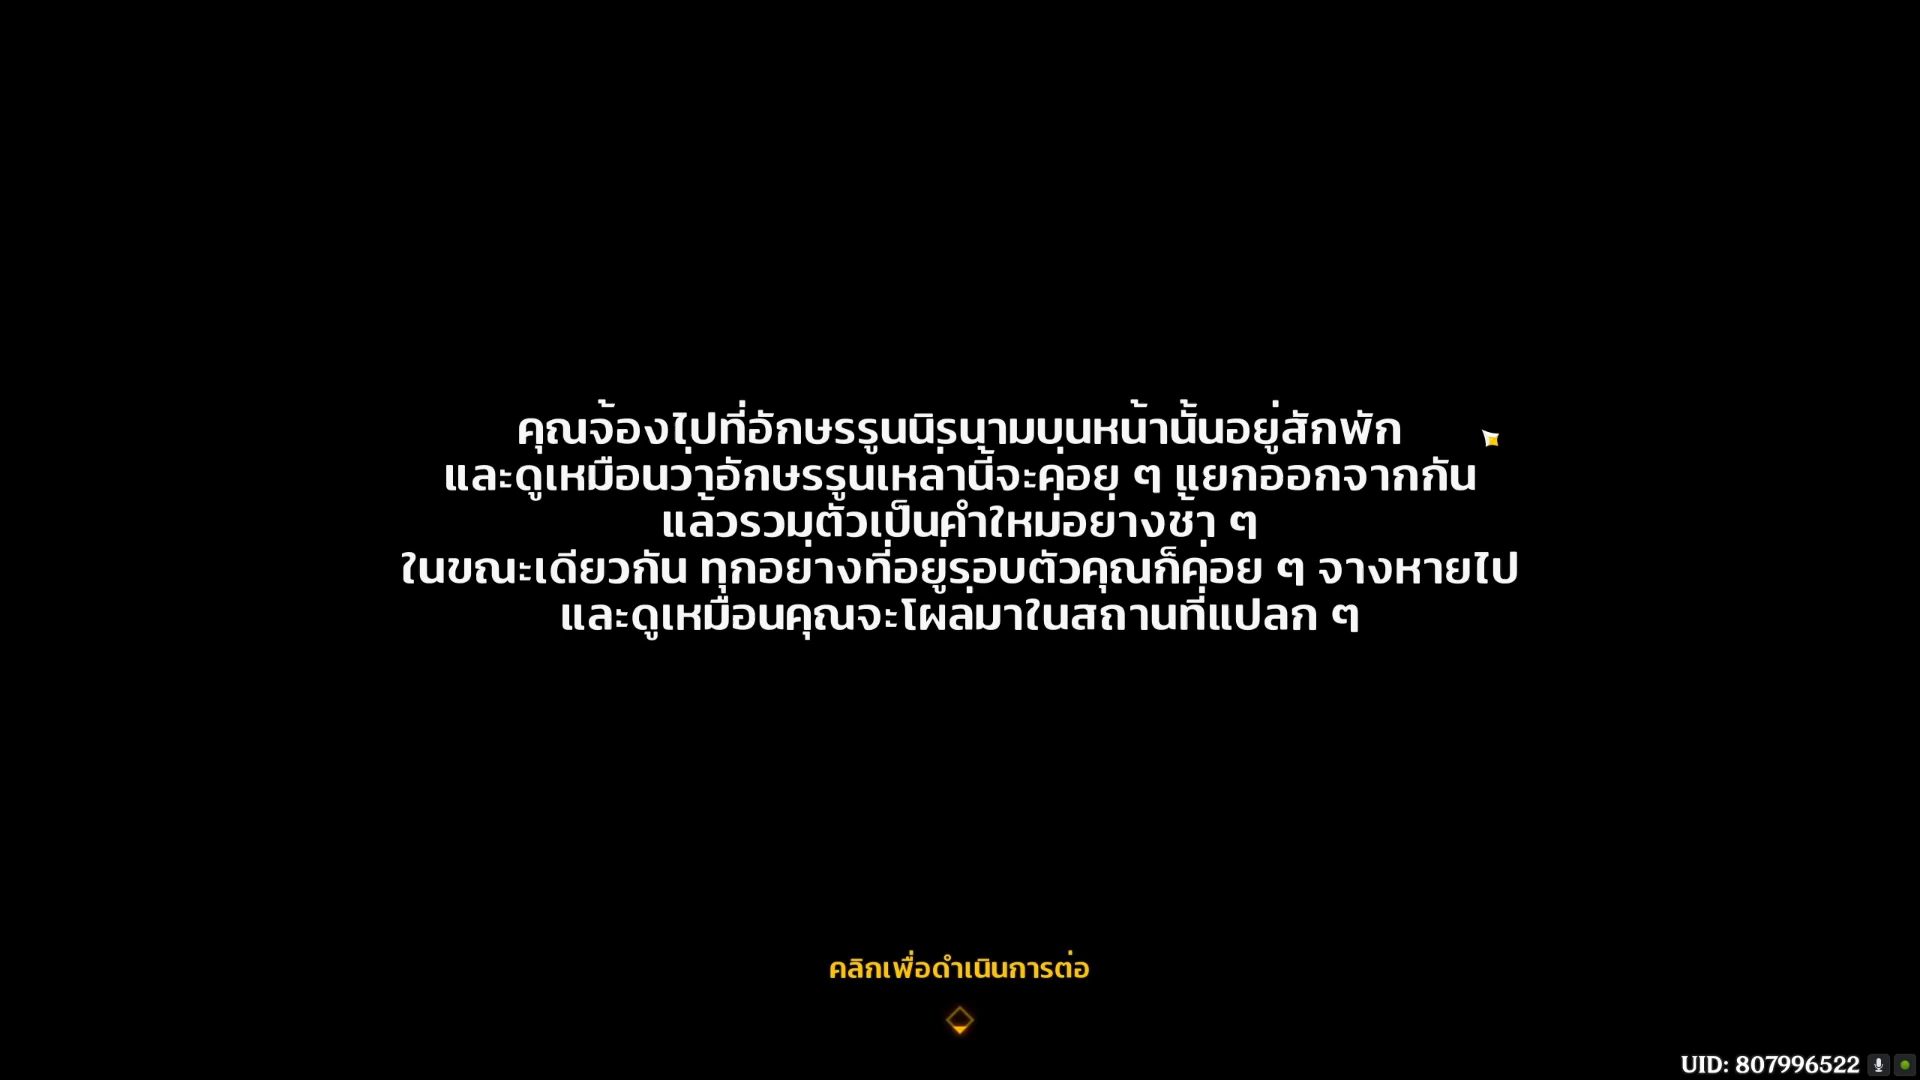 คุณจ้องไปที่อักษรรูนนิรนามบนหน้านั้นอยู่สักพัก
และดูเหมือนว่าอักษรรูนเหล่านี้จะค่อย ๆ แยกออกจากกัน
แล้วรวมตัวเป็นคำใหม่อย่างช้า ๆ
ในขณะเดียวกัน ทุกอย่างที่อยู่รอบตัวคุณก็ค่อย ๆ จางหายไป
และดูเหมือนคุณจะโผล่มาในสถานที่แปลก ๆ
คลิกเพื่อดำเนินการต่อ
UID: 807996522